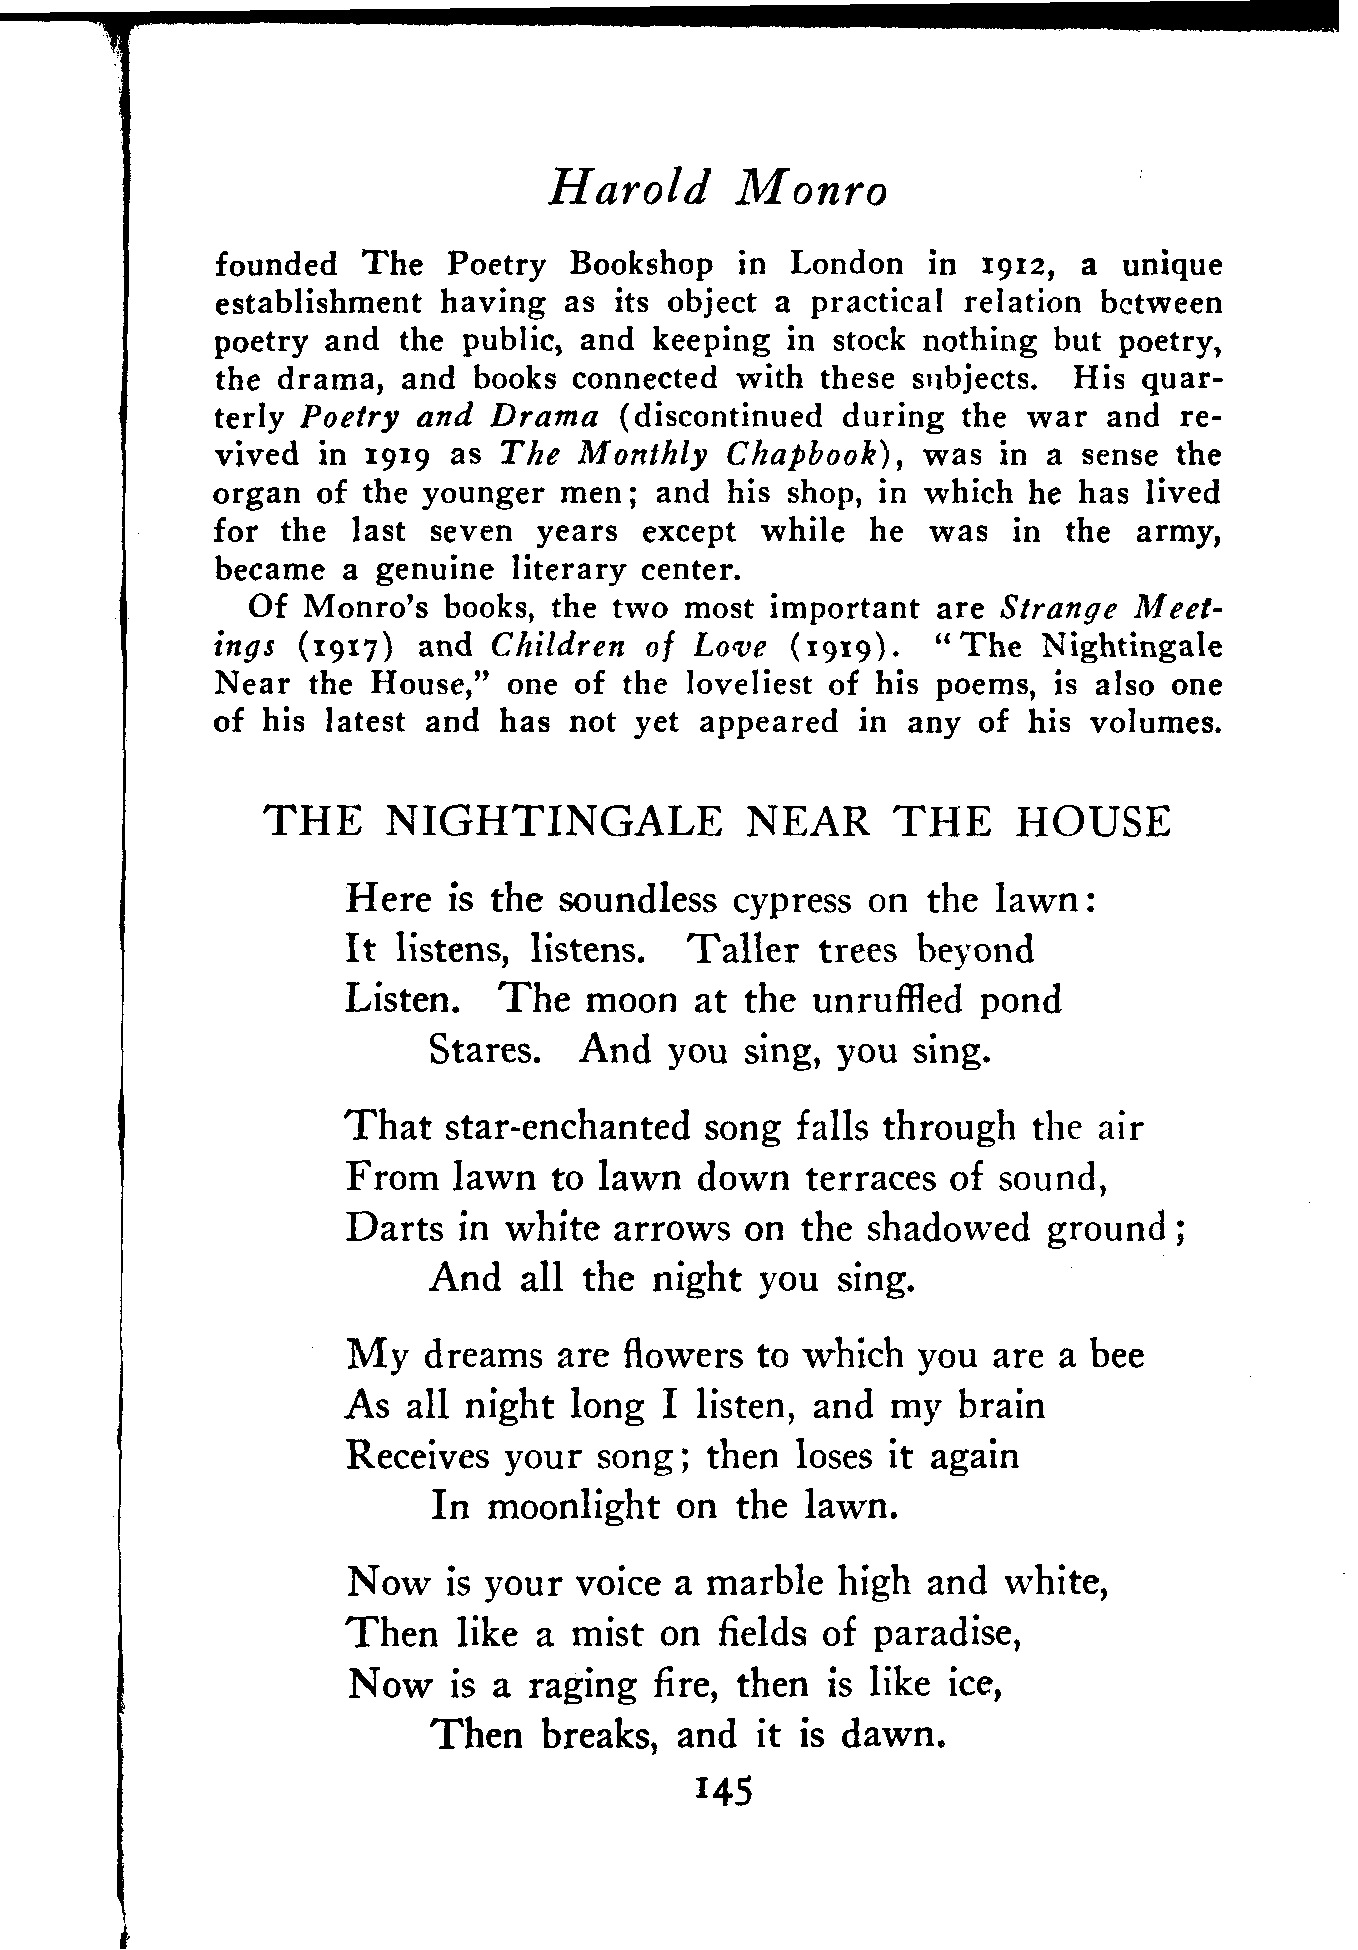 Harold Monro
founded The Poetry Bookshop in London in 1912, a unique
establishment having as its object a practical relation between
poetry and the public, and keeping in stock nothing but poetry,
the drama, and books connected with these subjects. His quar-
terly Poetry and Drama (discontinued during the war and re-
vived in 1919 as The Monthly Chapbook), was in a sense the
organ of the younger men; and his shop, in which he has lived
for the last seven years except while he was in the army,
became a genuine literary center.
Of Monro's books, the two most important are Strange Meet-
ings (1917) and Children of Love (1919). "The Nightingale
Near the House," one of the loveliest of his poems, is also one
of his latest and has not yet appeared in any of his volumes.
THE NIGHTINGALE NEAR THE HOUSE
Here is the soundless cypress on the lawn:
It listens, listens. Taller trees beyond
Listen. The moon at the unruffled pond
Stares. And you sing, you sing.
That star-enchanted song falls through the air
From lawn to lawn down terraces of sound,
Darts in white arrows on the shadowed ground;
And all the night you sing.
My dreams are flowers to which you are a bee
As all night long I listen, and my brain
Receives your song; then loses it again
In moonlight on the lawn.
Now is your voice a marble high and white,
Then like a mist on fields of paradise,
Now is a raging fire, then is like ice,
Then breaks, and it is dawn.
145